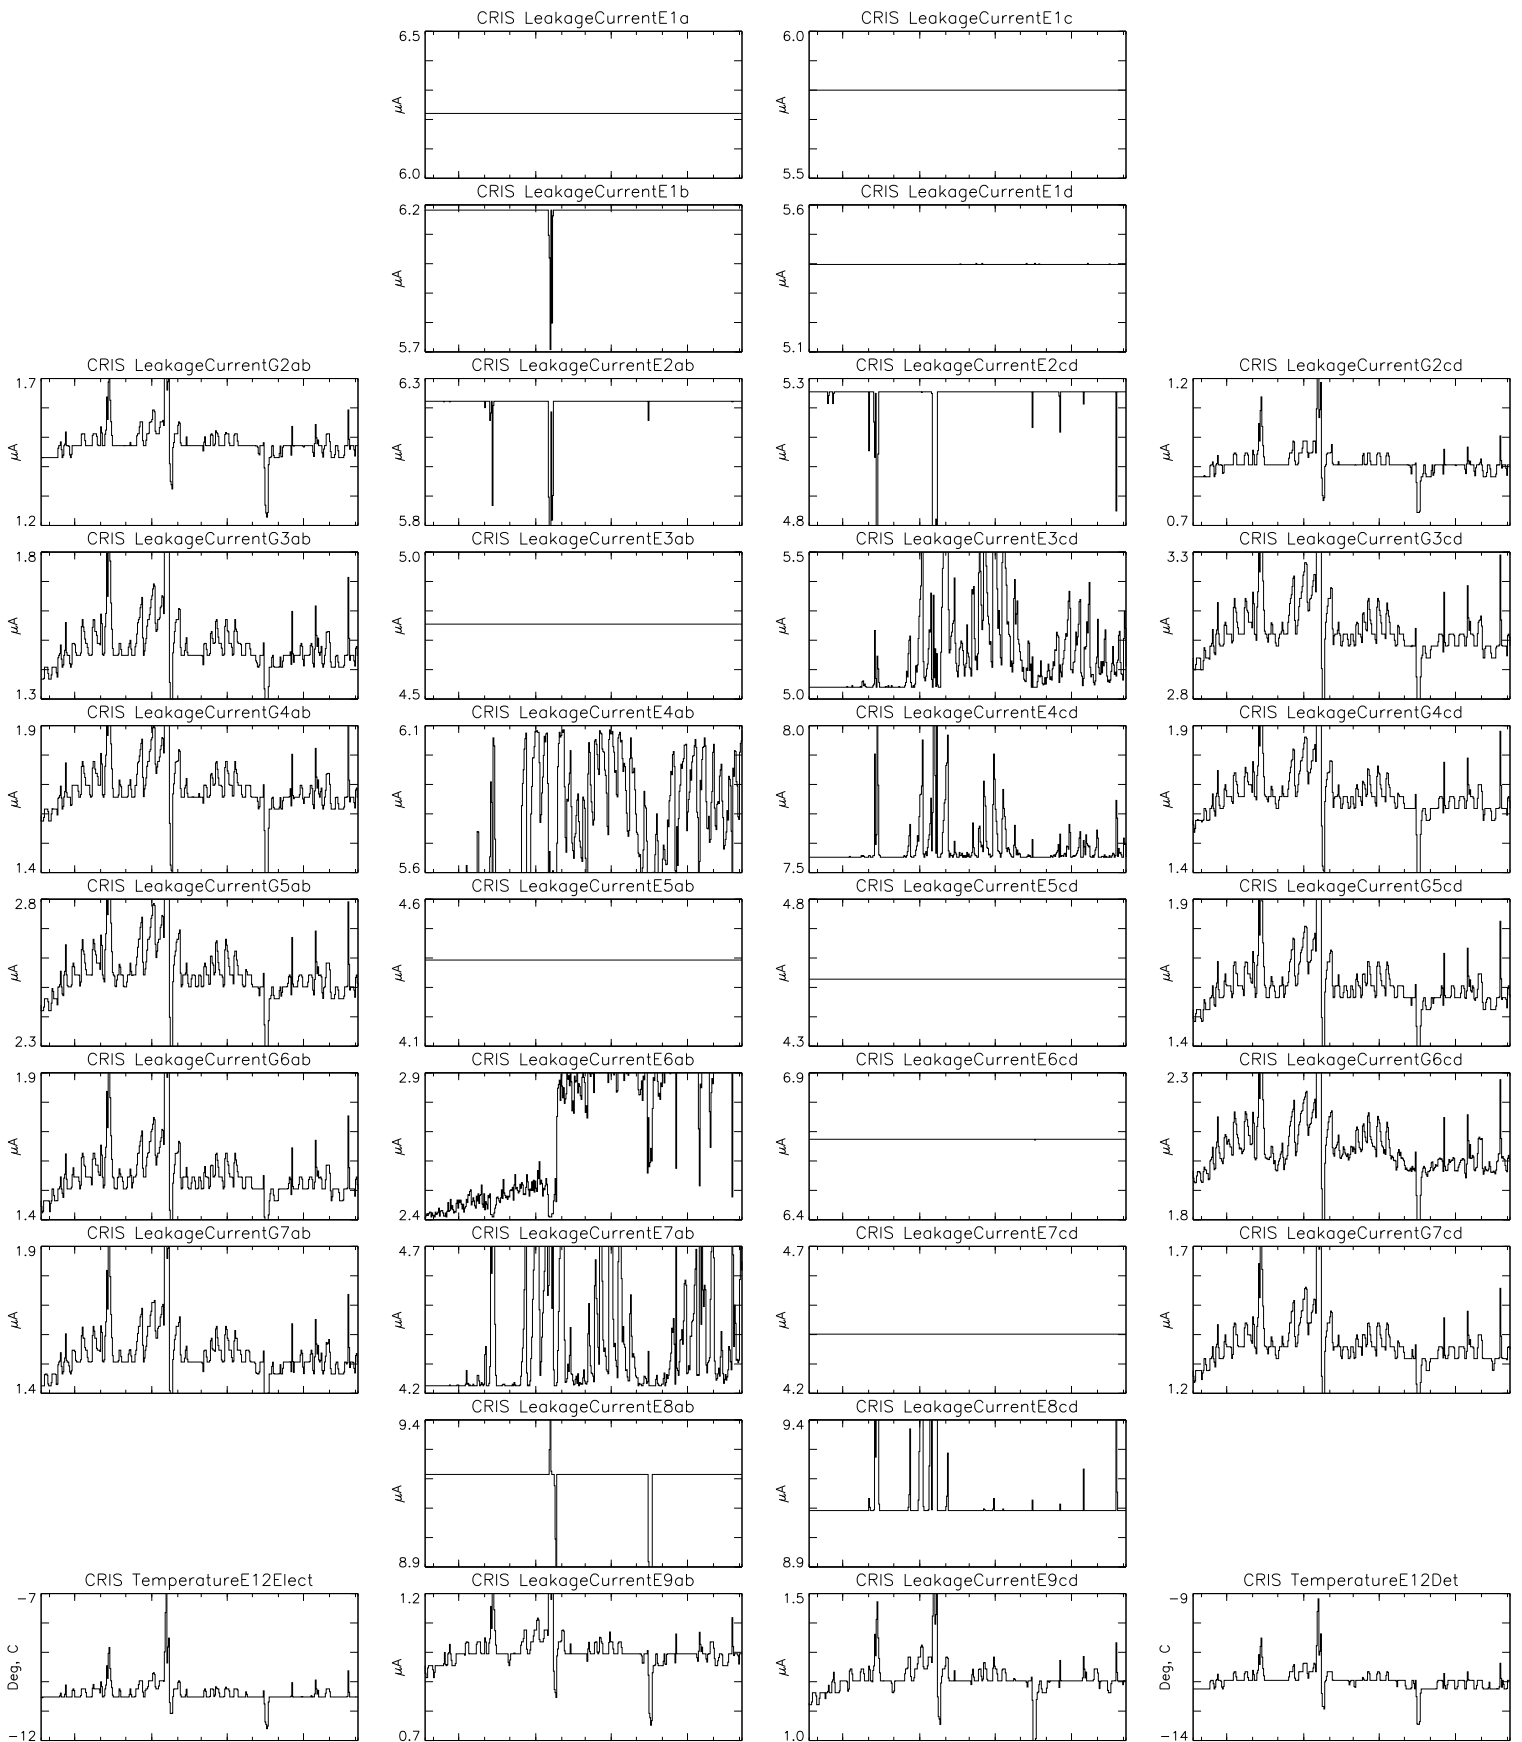 CRIS LeakageCurrentE1a
CRIS LeakageCurrentE1c
6.5
μA
6.0
6.0
μA
5.5
CRIS LeakageCurrentE1b
CRIS LeakageCurrentE1d
6.2
μA
5.7
5.6
μA
5.1
CRIS LeakageCurrentG2ab
CRIS LeakageCurrentE2ab
CRIS LeakageCurrentE2cd
CRIS LeakageCurrentG2cd
1.7
μA
1.2
6.3
μA
5.8
5.3
μA
4.8
1.2
μA
0.7
CRIS LeakageCurrentG3ab
CRIS LeakageCurrentE3ab
CRIS LeakageCurrentE3cd
CRIS LeakageCurrentG3cd
1.8
μA
1.3
5.0
μA
4.5
5.5
μA
5.0
3.3
μA
2.8
CRIS LeakageCurrentG4ab
CRIS LeakageCurrentE4ab
CRIS LeakageCurrentE4cd
CRIS LeakageCurrentG4cd
1.9
μA
1.4
6.1
μA
5.6
8.0
μA
7.5
1.9
μA
1.4
CRIS LeakageCurrentG5ab
CRIS LeakageCurrentE5ab
CRIS LeakageCurrentE5cd
CRIS LeakageCurrentG5cd
2.8
μA
2.3
4.6
μA
4.1
4.8
μA
4.3
1.9
μA
1.4
CRIS LeakageCurrentG6ab
CRIS LeakageCurrentE6ab
CRIS LeakageCurrentE6cd
CRIS LeakageCurrentG6cd
1.9
μA
1.4
2.9
μA
2.4
6.9
μA
6.4
2.3
μA
1.8
CRIS LeakageCurrentG7ab
CRIS LeakageCurrentE7ab
CRIS LeakageCurrentE7cd
CRIS LeakageCurrentG7cd
1.9
μA
1.4
4.7
μA
4.2
4.7
μA
4.2
1.7
μA
1.2
CRIS LeakageCurrentE8ab
CRIS LeakageCurrentE8cd
9.4
μA
8.9
9.4
μA
8.9
CRIS TemperatureE12Elect
CRIS LeakageCurrentE9ab
CRIS LeakageCurrentE9cd
CRIS TemperatureE12Det
-7
Deg, C
-12
1.2
μA
0.7
1.5
μA
1.0
-9
Deg, C
-14